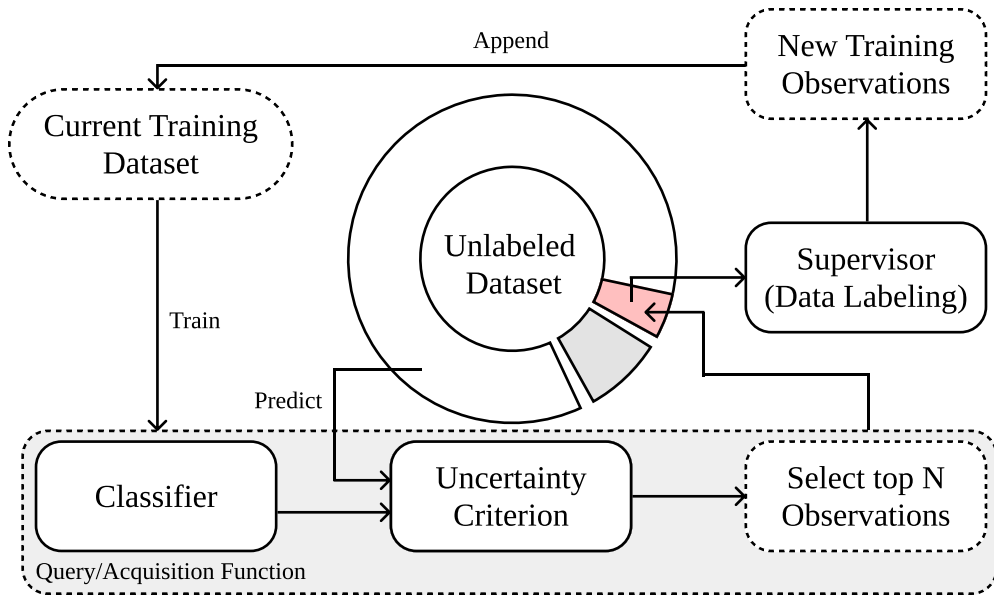 Append
New Training
Observations
Current Training
Dataset
Unlabeled
Dataset
Supervisor
(Data Labeling)
Train
Predict
Classifier
Uncertainty
Criterion
Select top N
Observations
Query/Acquisition Function